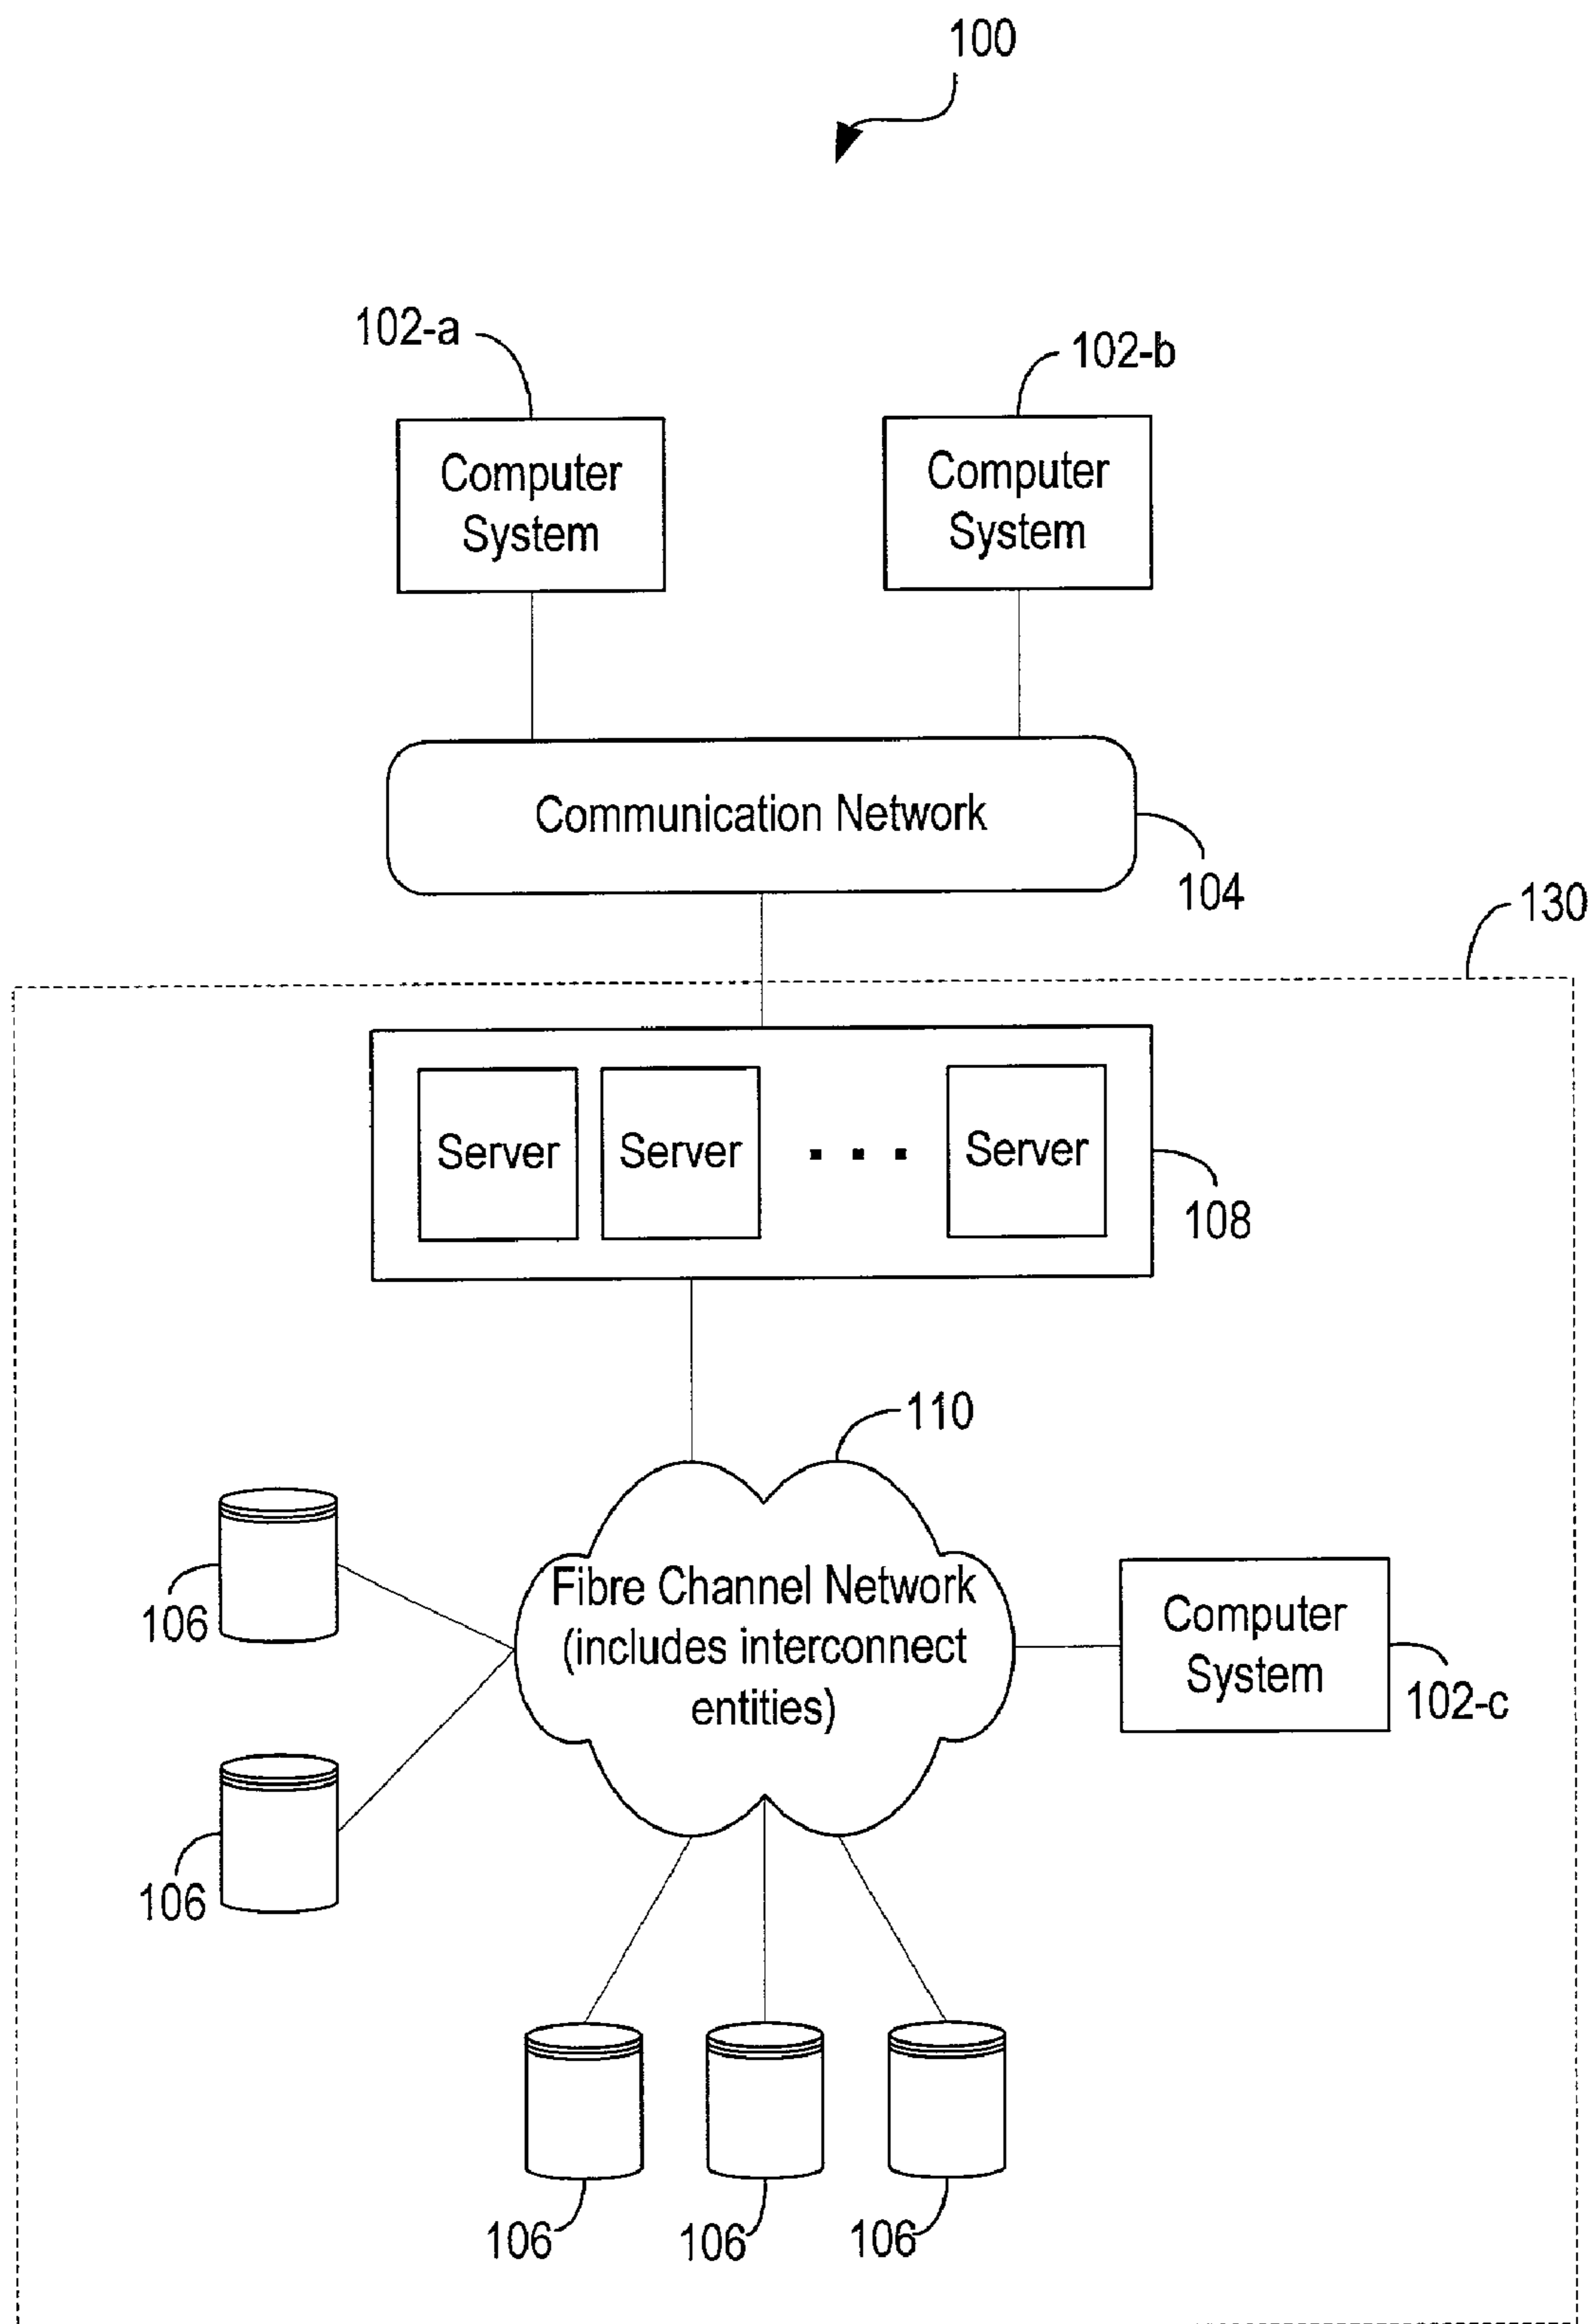 100
102-a
102-b
Computer
System
Computer
System
Communication Network
104
130
Server
Server
. . .
Server
108
110
106
Fibre Channel Network
(includes interconnect
entities)
Computer
System
102-c
106
106
106
106